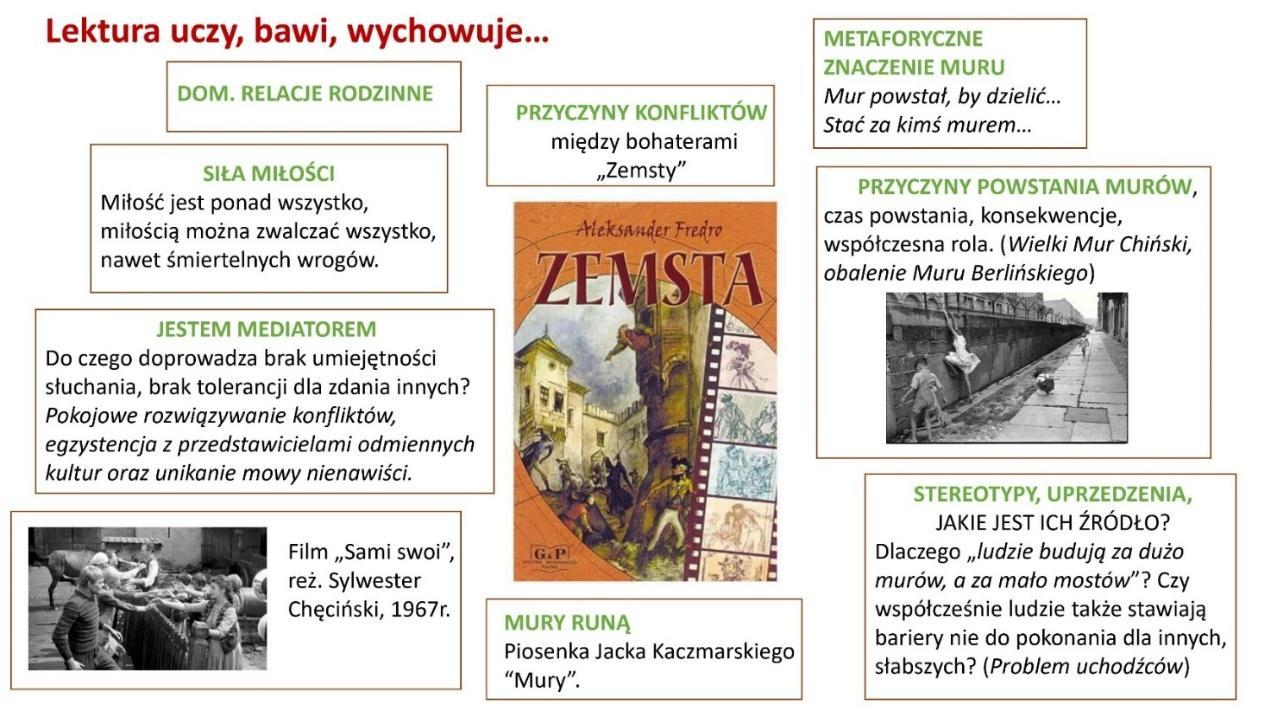 Lektura uczy, bawi, wychowuje…
DOM. RELACJE RODZINNE
SIŁA MIŁOŚCI
Miłość jest ponad wszystko,
miłością można zwalczać wszystko,
nawet śmiertelnych wrogów.
JESTEM MEDIATOREM
Do czego doprowadza brak umiejętności
słuchania, brak tolerancji dla zdania innych?
Pokojowe rozwiązywanie konfliktów,
egzystencja z przedstawicielami odmiennych
kultur oraz unikanie mowy nienawiści.
Film „Sami swoi”,
reż. Sylwester
Chęciński, 1967r.
PRZYCZYNY KONFLIKTÓW
między bohaterami
„Zemsty”
Aleksander Fredro
ZEMSTA
G&P
MURY RUNĄ
Piosenka Jacka Kaczmarskiego
“Mury”.
METAFORYCZNE
ZNACZENIE MURU
Mur powstał, by dzielić…
Stać za kimś murem…
PRZYCZYNY POWSTANIA MURÓW,
czas powstania, konsekwencje,
współczesna rola. (Wielki Mur Chiński,
obalenie Muru Berlińskiego)
STEREOTYPY, UPRZEDZENIA,
JAKIE JEST ICH ŹRÓDŁO?
Dlaczego „ludzie budują za dużo
murów, a za mało mostów”? Czy
współcześnie ludzie także stawiają
bariery nie do pokonania dla innych,
słabszych? (Problem uchodźców)